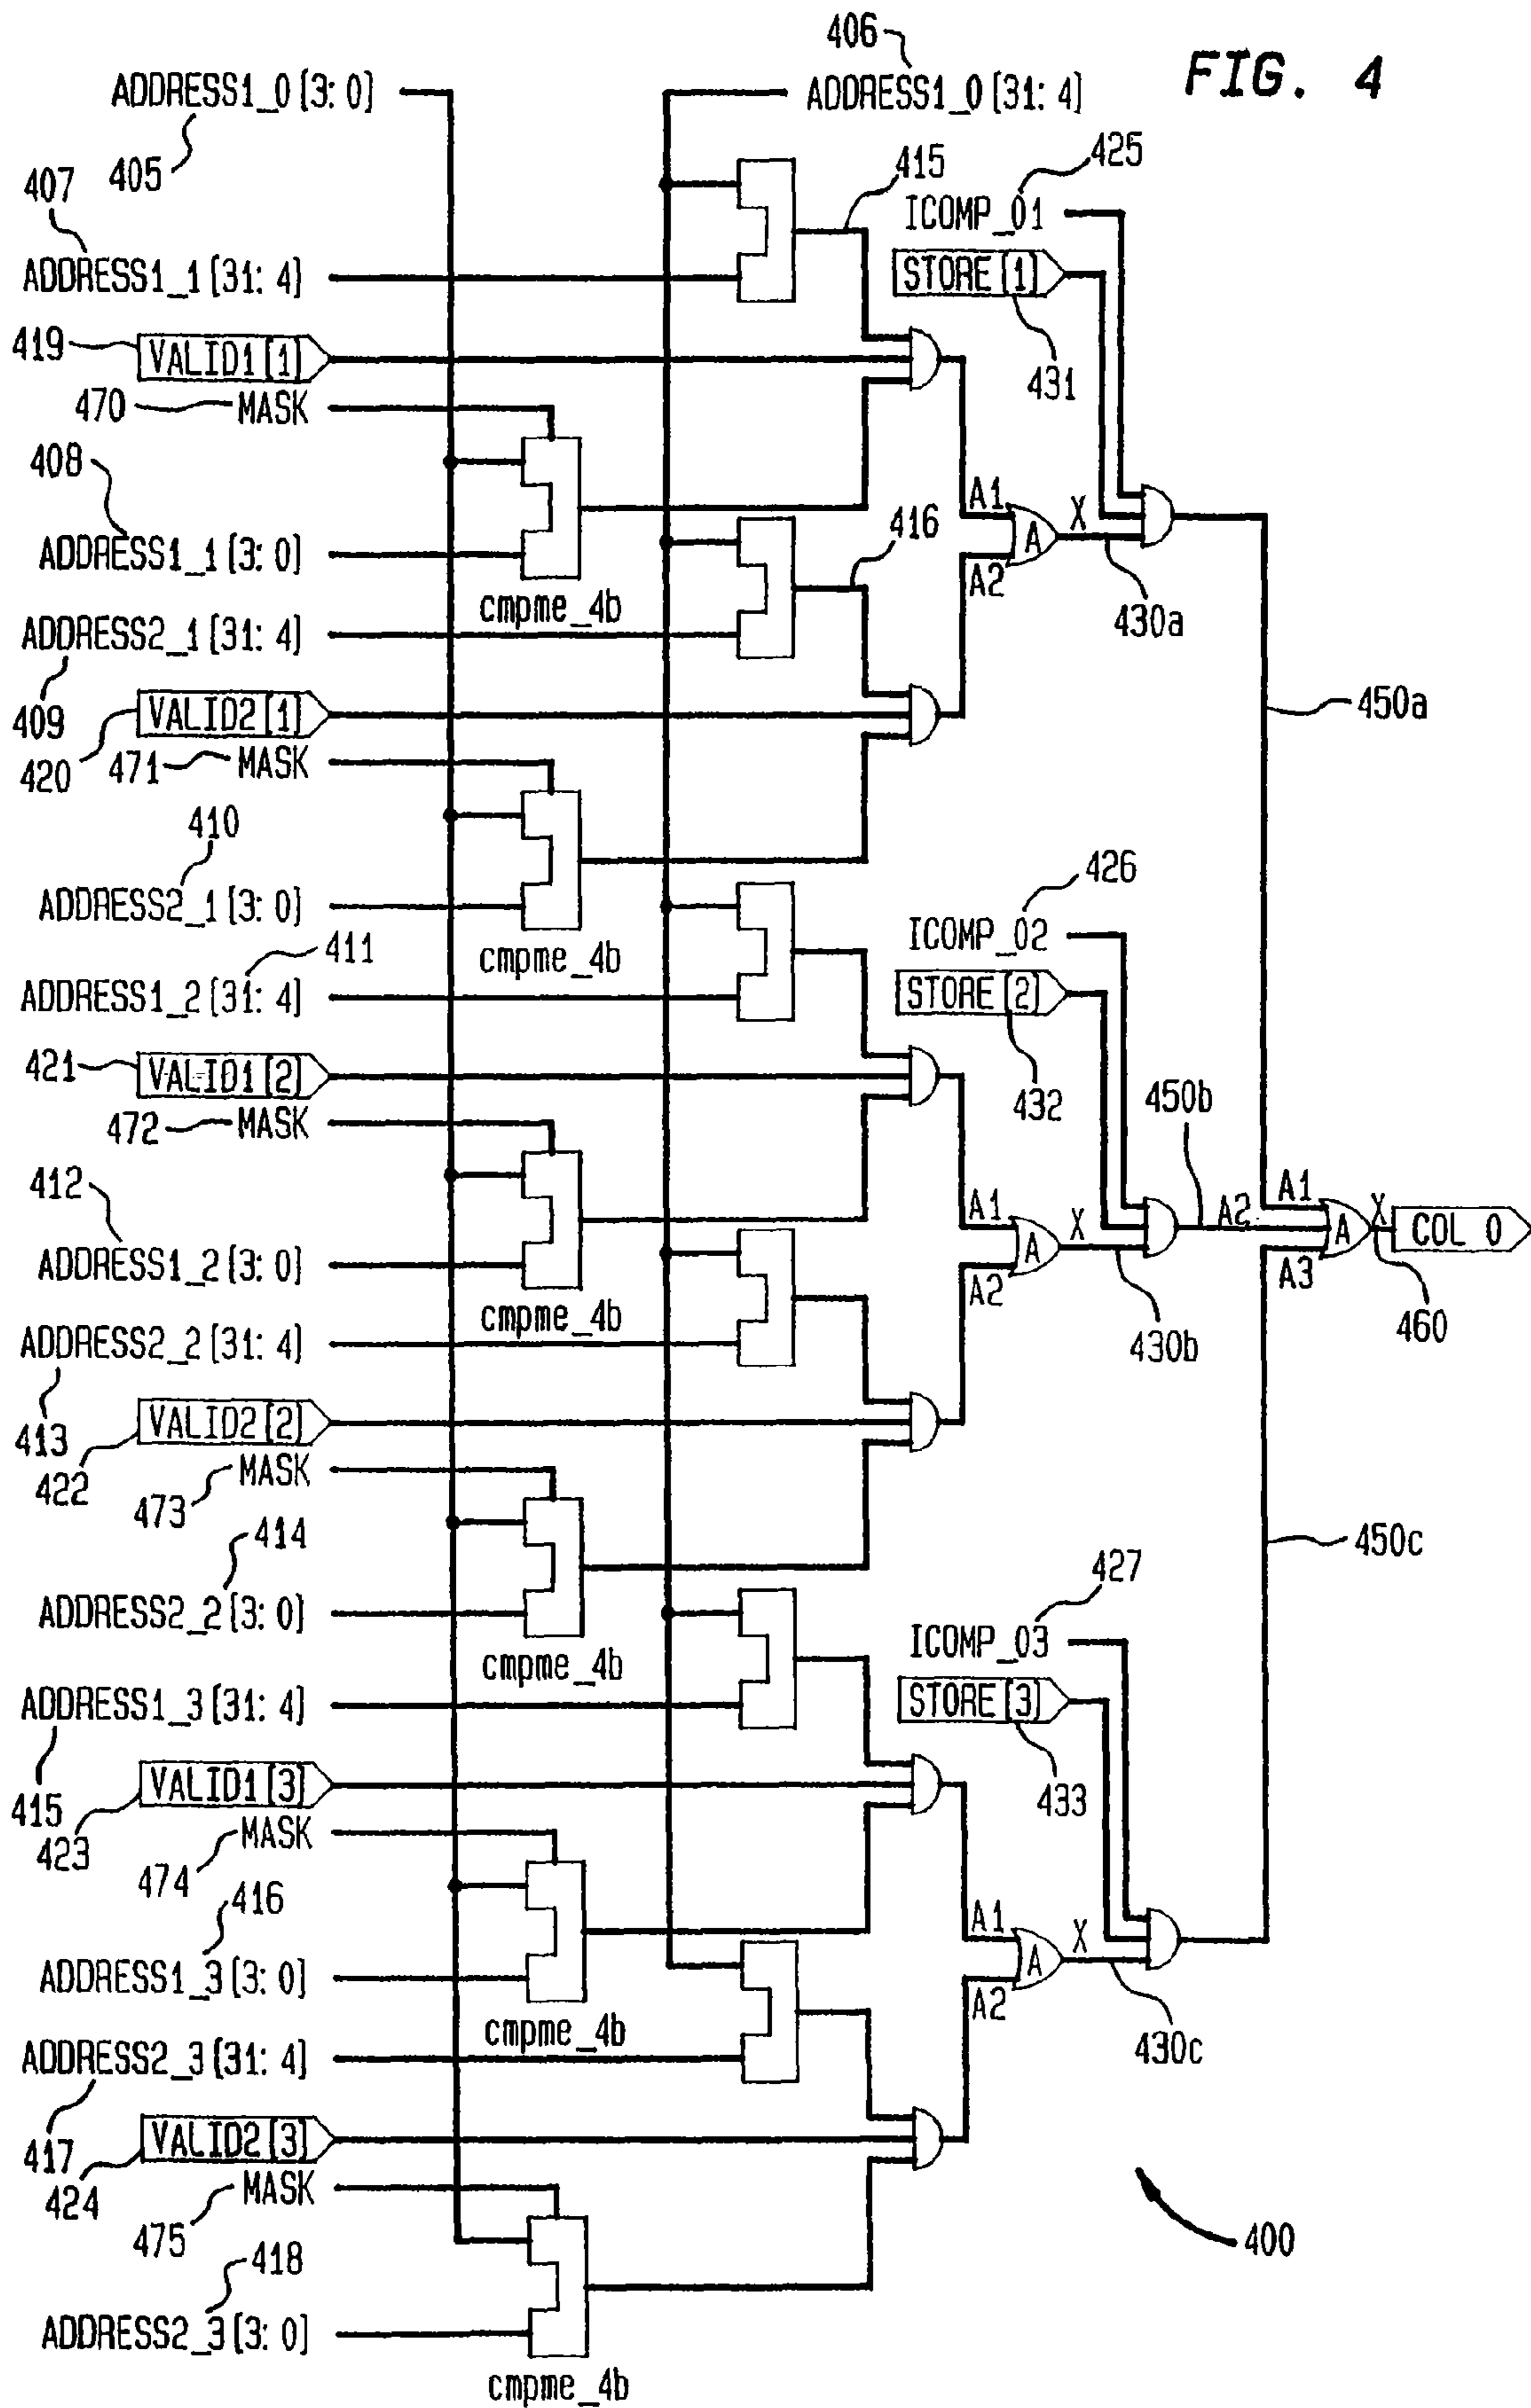 FIG. 4
406
ADDRESS1_0 [3: 0]
ADDRESS1_0 [31: 4]
405
407
415
425
ICOMP_01
ADDRESS1_1 [31: 4]
STORE [1]
419
VALID1 [1]
431
470
MASK
408
A1
X
416
ADDRESS1_1 [3: 0]
A
A2
cmpme_4b
430a
ADDRESS2_1 [31: 4]
409
VALID2 [1]
450a
420
471
MASK
410
426
ADDRESS2_1 [3: 0]
ICOMP_02
411
cmpme_4b
ADDRESS1_2 [31: 4]
STORE [2]
421
VALID1 [2]
432
450b
472
MASK
412
A1
X
A2
A1
X
A
A
COL 0
ADDRESS1_2 [3: 0]
A2
A3
cmpme_4b
430b
460
ADDRESS2_2 [31: 4]
413
VALID2 [2]
422
473
MASK
414
450c
427
ADDRESS2_2 [3: 0]
ICOMP_03
cmpme_4b
ADDRESS1_3 [31: 4]
STORE [3]
415
VALID1 [3]
433
423
MASK
474
416
A1
X
ADDRESS1_3 [3: 0]
A
A2
cmpme_4b
430c
ADDRESS2_3 [31: 4]
417
VALID2 [3]
424
MASK
475
400
418
ADDRESS2_3 [3: 0]
cmpme_4b